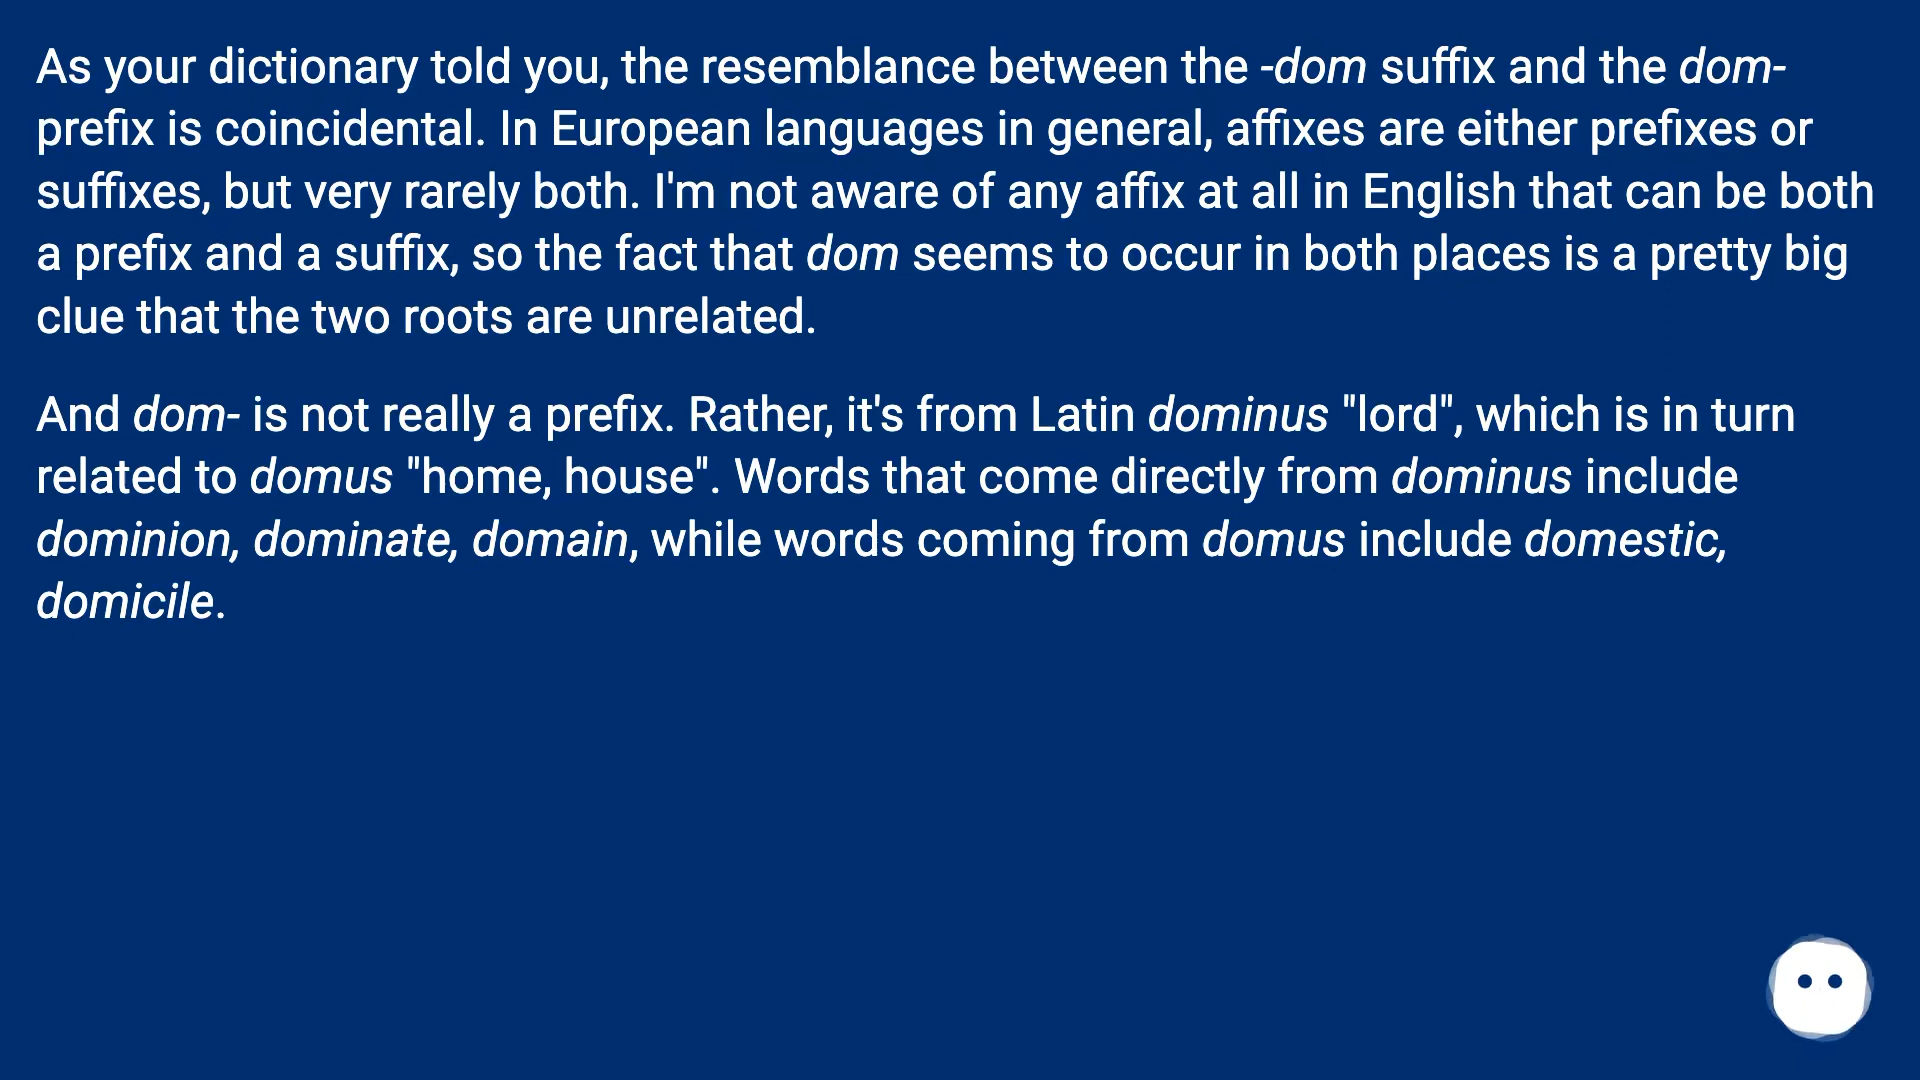 As your dictionary told you, the resemblance between the -dom suffix and the dom-
prefix is coincidental. In European languages in general, affixes are either prefixes or
suffixes, but very rarely both. I'm not aware of any affix at all in English that can be both
a prefix and a suffix, so the fact that dom seems to occur in both places is a pretty big
clue that the two roots are unrelated.
And dom- is not really a prefix. Rather, it's from Latin dominus "lord", which is in turn
related to domus "home, house". Words that come directly from dominus include
dominion, dominate, domain, while words coming from domus include domestic,
domicile.